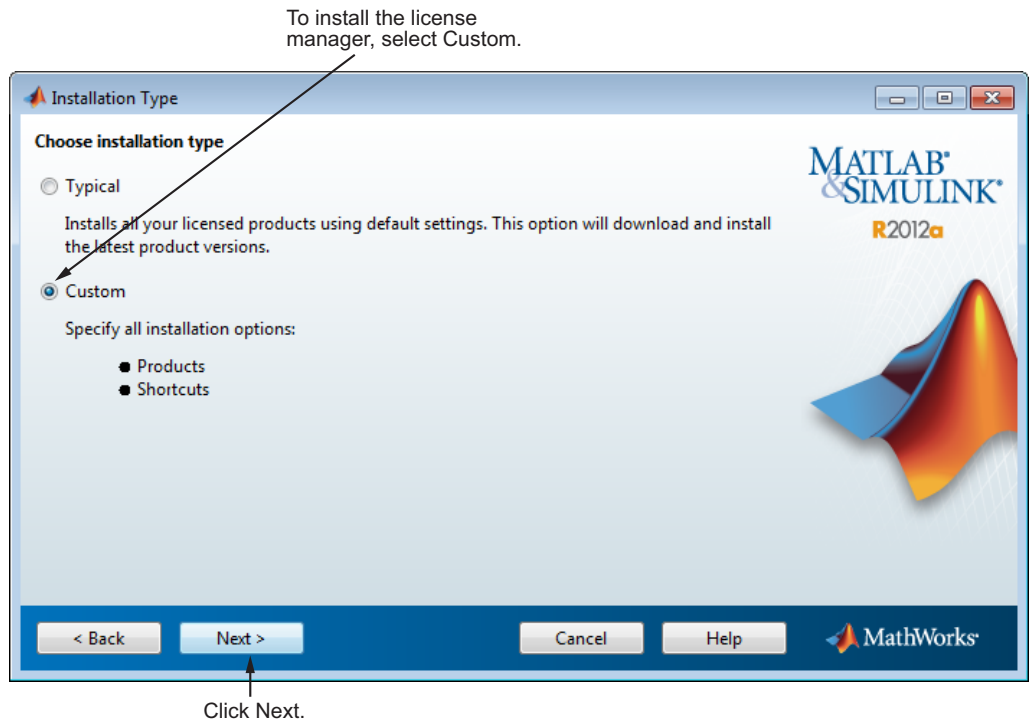 To install the license
manager, select Custom.
Installation Type
Choose installation type
Typical
Installs all your licensed products using default settings. This option will download and install
the latest product versions.
Custom
Specify all installation options:
Products
Shortcuts
MATLAB®
&SIMULINK®
R2012a
< Back
Next >
Cancel
Help
MathWorks®
Click Next.